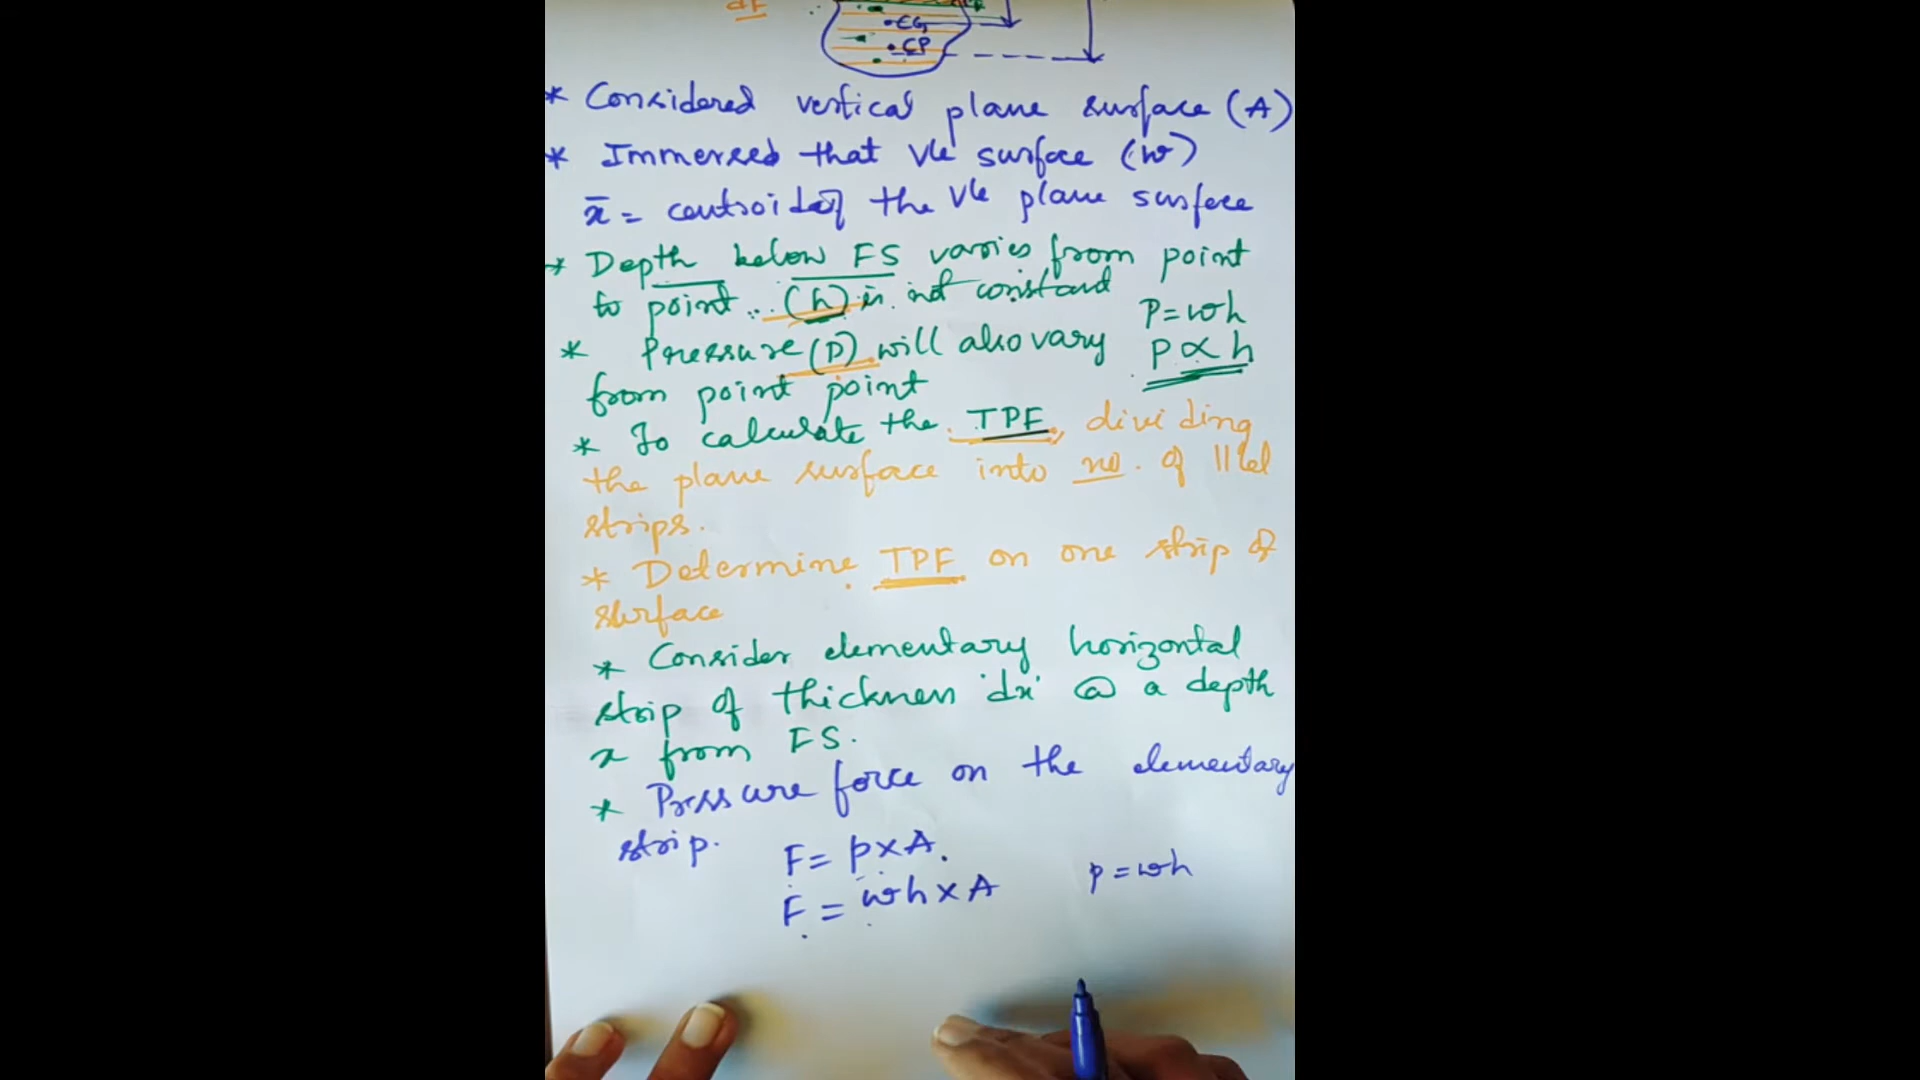 dF
CG
CP
* Considered vertical plane surface (A)
* Immersed that Vle surface (w)
x̄ = centroid of the Vle plane surface
* Depth below FS varies from point
to point .. (h) is not constant
P=wh
* Pressure (P) will also vary
P ∝ h
from point point
* To calculate the TPF, dividing
the plane surface into no. of ||lel
strips.
* Determine TPF on one strip of
surface
* Consider elementary horizontal
strip of thickness 'dx' @ a depth
x from FS.
* Pressure force on the elementary
strip.
F = p×A.
p = wh
F = wh×A